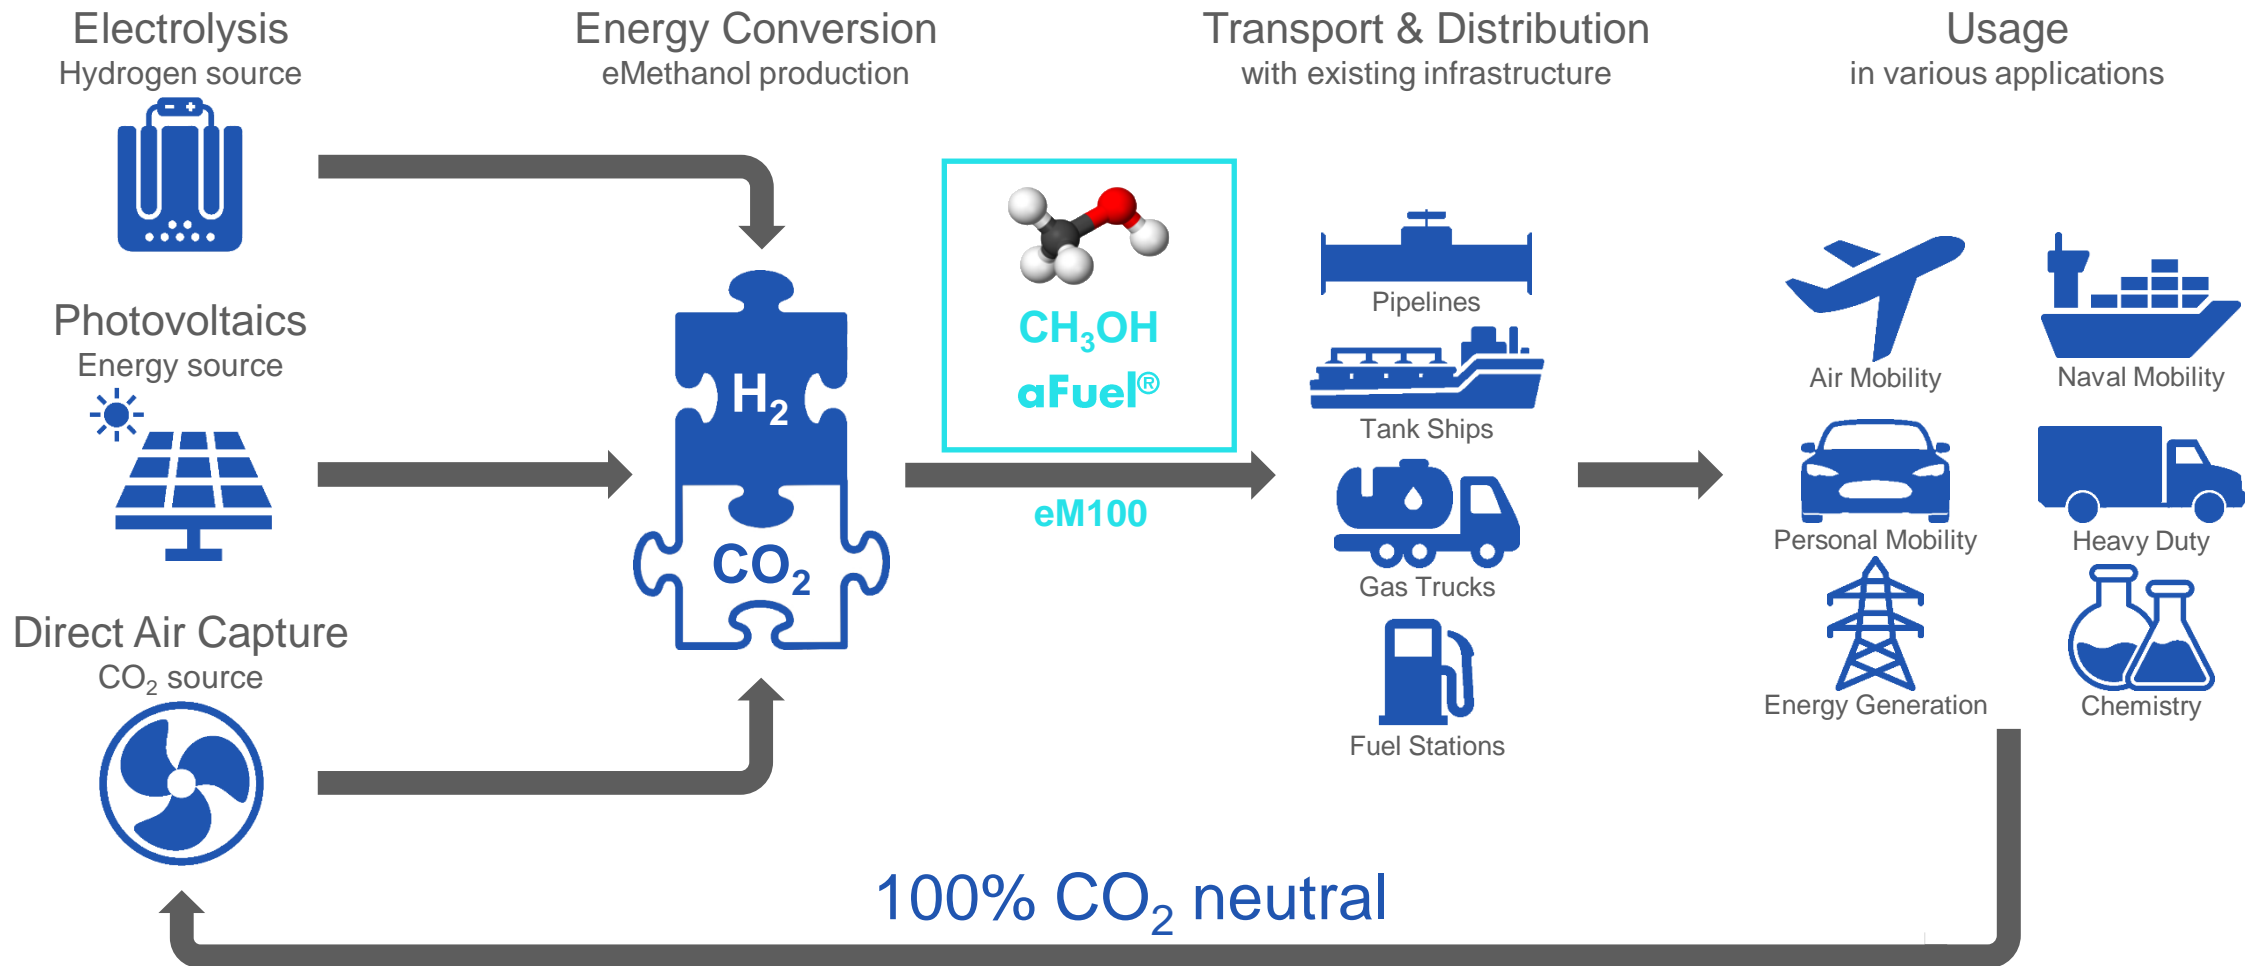 Electrolysis
Hydrogen source
Photovoltaics
Energy source
Direct Air Capture
CO₂ source
Energy Conversion
eMethanol production
H₂
CO₂
CH₃OH
aFuel®
eM100
Transport & Distribution
with existing infrastructure
Pipelines
Tank Ships
Gas Trucks
Fuel Stations
Usage
in various applications
Air Mobility
Naval Mobility
Personal Mobility
Heavy Duty
Energy Generation
Chemistry
100% CO₂ neutral